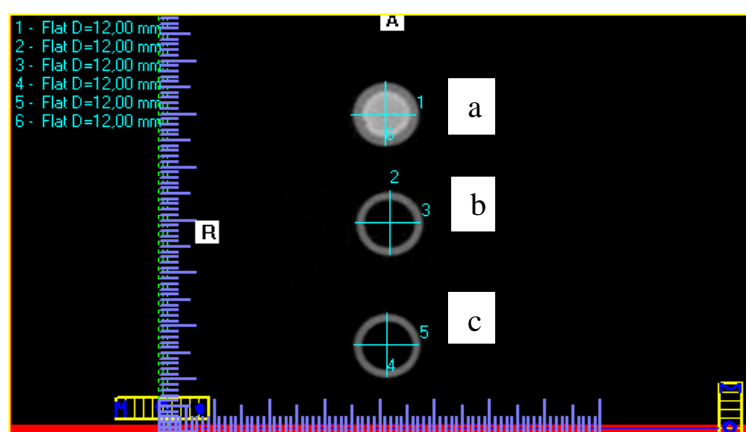 A
1 - Flat D=12,00 mm
2 - Flat D=12,00 mm
3 - Flat D=12,00 mm
4 - Flat D=12,00 mm
5 - Flat D=12,00 mm
6 - Flat D=12,00 mm
1
a
6
2
3
b
R
5
c
4